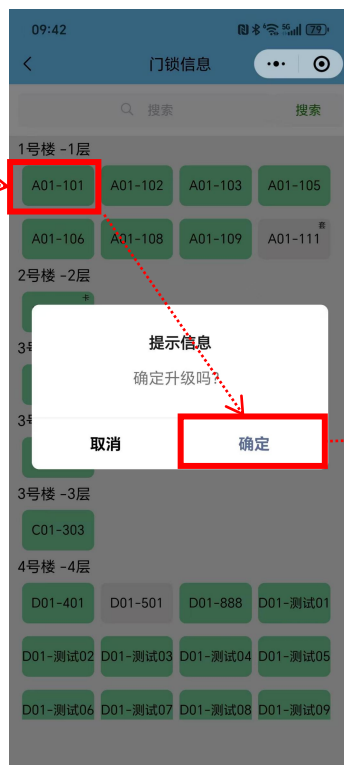 09:42 5G 79
门锁信息
搜索 搜索
1号楼 -1层
A01-101 A01-102 A01-103 A01-105
A01-106 A01-108 A01-109 A01-111
2号楼 -2层
卡
提示信息
确定升级吗?
取消 确定
3号楼 -3层
C01-303
4号楼 -4层
D01-401 D01-501 D01-888 D01-测试01
D01-测试02 D01-测试03 D01-测试04 D01-测试05
D01-测试06 D01-测试07 D01-测试08 D01-测试09